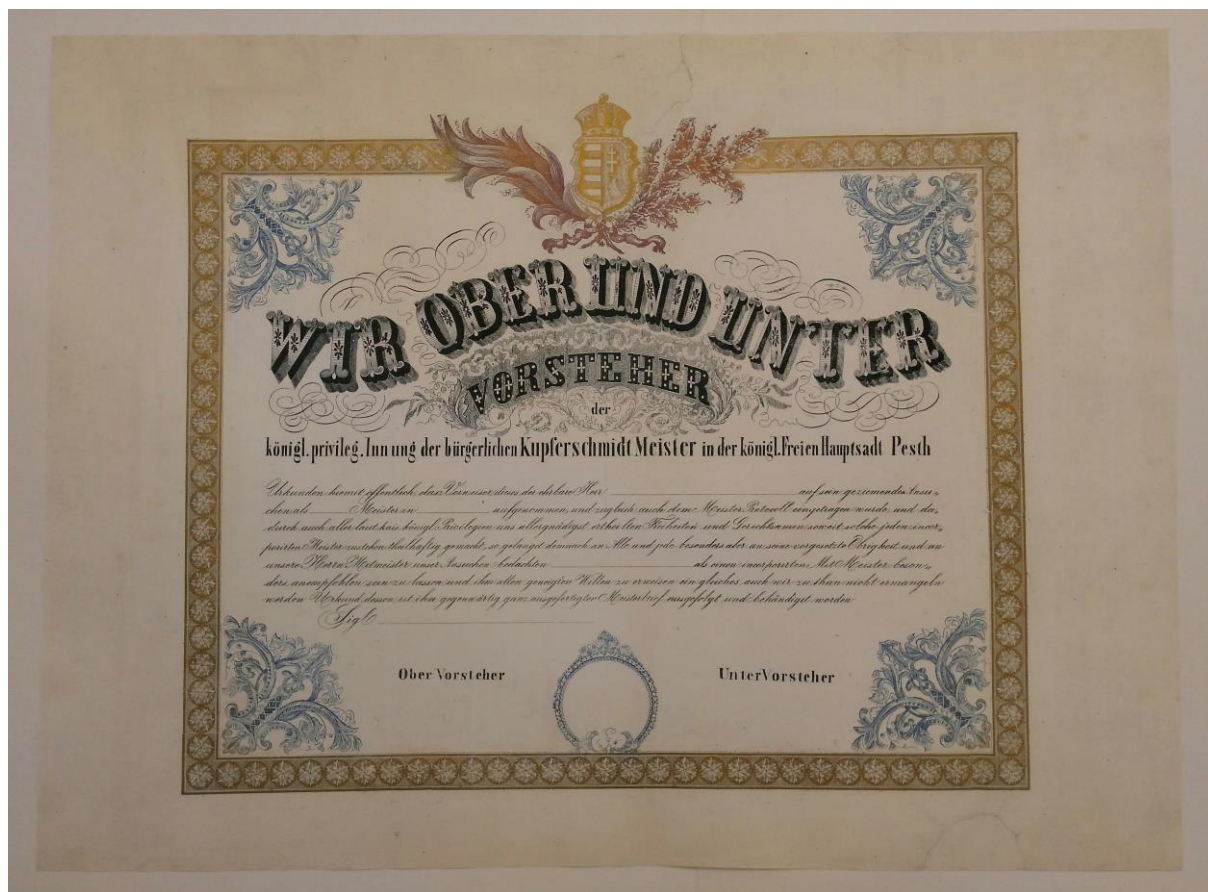 WIR OBER UND UNTER
VORSTEHER
der
königl. privileg. Innung der bürgerlichen Kupferschmidt Meister in der königl. Freien Hauptsadt Pesth
Urkunden hiemit öffentlich, dass Vorweiser dieses der ehrbare Herr auf sein geziemendes Ansu-
chen als Meister in aufgenommen, und zugleich auch dem Meister Protocoll eingetragen wurde, und da-
durch auch alle laut kais. königl. Privilegien uns allergnädigst ertheilten Freiheiten und Gerechtsamen soweit solche jeden incor-
porirten Meister zustehen, theilhaftig gemacht, so gelanget demnach an Alle und jede, besonders aber an seine vorgesetzte Obrigkeit und an
unsere Herrn Mitmeister unser Ansuchen bedachten als einen incorporirten Mit Meister beson-
ders anempfohlen sein zu lassen und ihm allen geneigten Willen zu erweisen ein gleiches auch wir zu thun nicht ermangeln
werden Urkund dessen ist ihm gegenwärtig ganz ausgefertigter Meisterbrief ausgefolgt und behändiget worden
Sigl
Ober Vorsteher UnterVorsteher